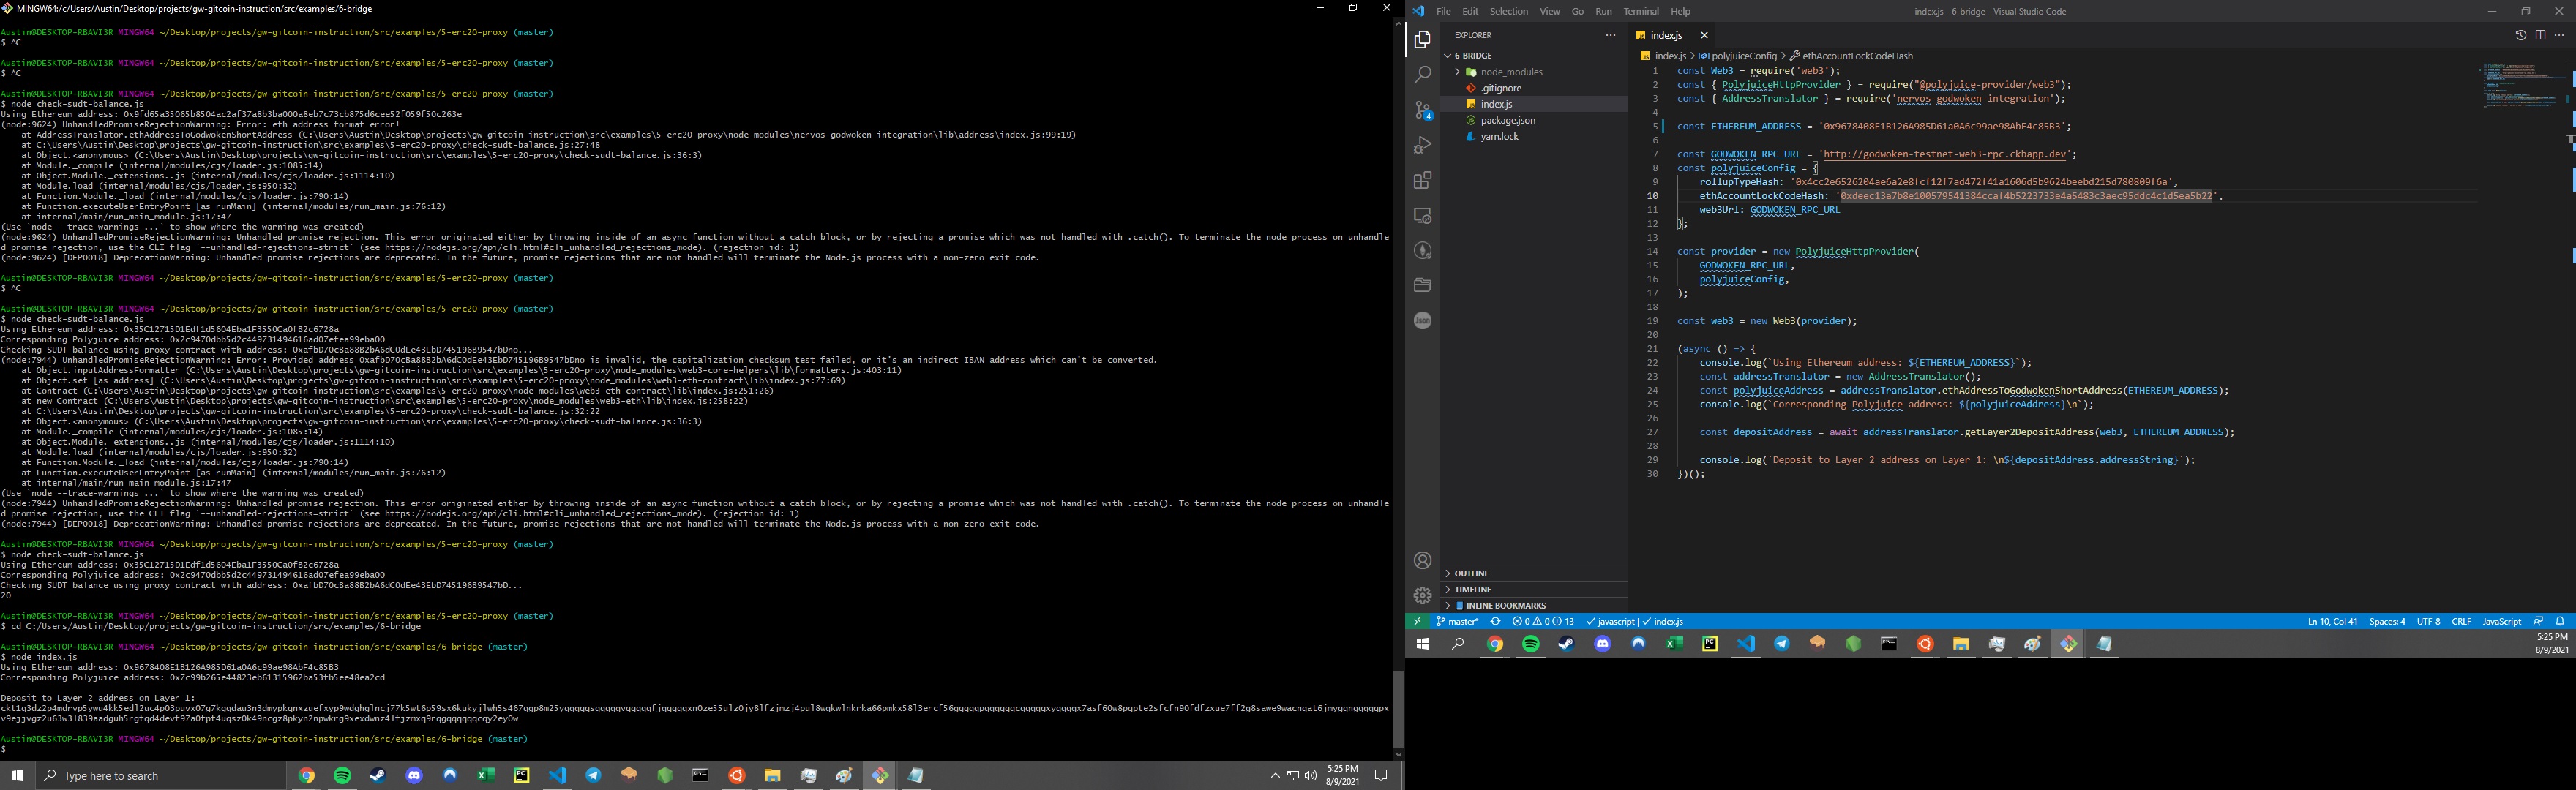 MINGW64:/c/Users/Austin/Desktop/projects/gw-gitcoin-instruction/src/examples/6-bridge
Austin@DESKTOP-RBAVI3R MINGW64 ~/Desktop/projects/gw-gitcoin-instruction/src/examples/5-erc20-proxy (master)
$ ^C
Austin@DESKTOP-RBAVI3R MINGW64 ~/Desktop/projects/gw-gitcoin-instruction/src/examples/5-erc20-proxy (master)
$ ^C
Austin@DESKTOP-RBAVI3R MINGW64 ~/Desktop/projects/gw-gitcoin-instruction/src/examples/5-erc20-proxy (master)
$ node check-sudt-balance.js
Using Ethereum address: 0x9fd65a35065b8504ac2af37a8b3ba000a8eb7c73cb875d6cee52f059f50c263e
(node:9624) UnhandledPromiseRejectionWarning: Error: eth address format error!
at AddressTranslator.ethAddressToGodwokenShortAddress (C:\Users\Austin\Desktop\projects\gw-gitcoin-instruction\src\examples\5-erc20-proxy\node_modules\nervos-godwoken-integration\lib\address\index.js:99:19)
at C:\Users\Austin\Desktop\projects\gw-gitcoin-instruction\src\examples\5-erc20-proxy\check-sudt-balance.js:27:48
at Object.<anonymous> (C:\Users\Austin\Desktop\projects\gw-gitcoin-instruction\src\examples\5-erc20-proxy\check-sudt-balance.js:36:3)
at Module._compile (internal/modules/cjs/loader.js:1085:14)
at Object.Module._extensions..js (internal/modules/cjs/loader.js:1114:10)
at Module.load (internal/modules/cjs/loader.js:950:32)
at Function.Module._load (internal/modules/cjs/loader.js:790:14)
at Function.executeUserEntryPoint [as runMain] (internal/modules/run_main.js:76:12)
at internal/main/run_main_module.js:17:47
(Use `node --trace-warnings ...` to show where the warning was created)
(node:9624) UnhandledPromiseRejectionWarning: Unhandled promise rejection. This error originated either by throwing inside of an async function without a catch block, or by rejecting a promise which was not handled with .catch(). To terminate the node process on unhandle
d promise rejection, use the CLI flag `--unhandled-rejections=strict` (see https://nodejs.org/api/cli.html#cli_unhandled_rejections_mode). (rejection id: 1)
(node:9624) [DEP0018] DeprecationWarning: Unhandled promise rejections are deprecated. In the future, promise rejections that are not handled will terminate the Node.js process with a non-zero exit code.
Austin@DESKTOP-RBAVI3R MINGW64 ~/Desktop/projects/gw-gitcoin-instruction/src/examples/5-erc20-proxy (master)
$ ^C
Austin@DESKTOP-RBAVI3R MINGW64 ~/Desktop/projects/gw-gitcoin-instruction/src/examples/5-erc20-proxy (master)
$ node check-sudt-balance.js
Using Ethereum address: 0x35C12715D1Edf1d5604Eba1F3550Ca0fB2c6728a
Corresponding Polyjuice address: 0x2c9470dbb5d2c449731494616ad07efea99eba00
Checking SUDT balance using proxy contract with address: 0xafbD70cBa88B2bA6dC0dEe43EbD745196B9547bDno...
(node:7944) UnhandledPromiseRejectionWarning: Error: Provided address 0xafbD70cBa88B2bA6dC0dEe43EbD745196B9547bDno is invalid, the capitalization checksum test failed, or it's an indirect IBAN address which can't be converted.
at Object.inputAddressFormatter (C:\Users\Austin\Desktop\projects\gw-gitcoin-instruction\src\examples\5-erc20-proxy\node_modules\web3-core-helpers\lib\formatters.js:403:11)
at Object.set [as address] (C:\Users\Austin\Desktop\projects\gw-gitcoin-instruction\src\examples\5-erc20-proxy\node_modules\web3-eth-contract\lib\index.js:77:69)
at Contract (C:\Users\Austin\Desktop\projects\gw-gitcoin-instruction\src\examples\5-erc20-proxy\node_modules\web3-eth-contract\lib\index.js:251:26)
at new Contract (C:\Users\Austin\Desktop\projects\gw-gitcoin-instruction\src\examples\5-erc20-proxy\node_modules\web3-eth\lib\index.js:258:22)
at C:\Users\Austin\Desktop\projects\gw-gitcoin-instruction\src\examples\5-erc20-proxy\check-sudt-balance.js:32:22
at Object.<anonymous> (C:\Users\Austin\Desktop\projects\gw-gitcoin-instruction\src\examples\5-erc20-proxy\check-sudt-balance.js:36:3)
at Module._compile (internal/modules/cjs/loader.js:1085:14)
at Object.Module._extensions..js (internal/modules/cjs/loader.js:1114:10)
at Module.load (internal/modules/cjs/loader.js:950:32)
at Function.Module._load (internal/modules/cjs/loader.js:790:14)
at Function.executeUserEntryPoint [as runMain] (internal/modules/run_main.js:76:12)
at internal/main/run_main_module.js:17:47
(Use `node --trace-warnings ...` to show where the warning was created)
(node:7944) UnhandledPromiseRejectionWarning: Unhandled promise rejection. This error originated either by throwing inside of an async function without a catch block, or by rejecting a promise which was not handled with .catch(). To terminate the node process on unhandle
d promise rejection, use the CLI flag `--unhandled-rejections=strict` (see https://nodejs.org/api/cli.html#cli_unhandled_rejections_mode). (rejection id: 1)
(node:7944) [DEP0018] DeprecationWarning: Unhandled promise rejections are deprecated. In the future, promise rejections that are not handled will terminate the Node.js process with a non-zero exit code.
Austin@DESKTOP-RBAVI3R MINGW64 ~/Desktop/projects/gw-gitcoin-instruction/src/examples/5-erc20-proxy (master)
$ node check-sudt-balance.js
Using Ethereum address: 0x35C12715D1Edf1d5604Eba1F3550Ca0fB2c6728a
Corresponding Polyjuice address: 0x2c9470dbb5d2c449731494616ad07efea99eba00
Checking SUDT balance using proxy contract with address: 0xafbD70cBa88B2bA6dC0dEe43EbD745196B9547bD...
20
Austin@DESKTOP-RBAVI3R MINGW64 ~/Desktop/projects/gw-gitcoin-instruction/src/examples/5-erc20-proxy (master)
$ cd C:/Users/Austin/Desktop/projects/gw-gitcoin-instruction/src/examples/6-bridge
Austin@DESKTOP-RBAVI3R MINGW64 ~/Desktop/projects/gw-gitcoin-instruction/src/examples/6-bridge (master)
$ node index.js
Using Ethereum address: 0x9678408E1B126A985D61a0A6c99ae98AbF4c85B3
Corresponding Polyjuice address: 0x7c99b265e44823eb61315962ba53fb5ee48ea2cd
Deposit to Layer 2 address on Layer 1:
Austin@DESKTOP-RBAVI3R MINGW64 ~/Desktop/projects/gw-gitcoin-instruction/src/examples/6-bridge (master)
$
Type here to search
5:25 PM
8/9/2021
File Edit Selection View Go Run Terminal Help
index.js - 6-bridge - Visual Studio Code
EXPLORER
6-BRIDGE
node_modules
.gitignore
index.js
package.json
yarn.lock
4
Json
OUTLINE
TIMELINE
INLINE BOOKMARKS
index.js
index.js > polyjuiceConfig > ethAccountLockCodeHash
1 const Web3 = require('web3');
2 const { PolyjuiceHttpProvider } = require("@polyjuice-provider/web3");
3 const { AddressTranslator } = require('nervos-godwoken-integration');
4
5 const ETHEREUM_ADDRESS = '0x9678408E1B126A985D61a0A6c99ae98AbF4c85B3';
6
7 const GODWOKEN_RPC_URL = 'http://godwoken-testnet-web3-rpc.ckbapp.dev';
8 const polyjuiceConfig = {
9 rollupTypeHash: '0x4cc2e6526204ae6a2e8fcf12f7ad472f41a1606d5b9624beebd215d780809f6a',
10 ethAccountLockCodeHash: '0xdeec13a7b8e100579541384ccaf4b5223733e4a5483c3aec95ddc4c1d5ea5b22',
11 web3Url: GODWOKEN_RPC_URL
12 };
13
14 const provider = new PolyjuiceHttpProvider(
15 GODWOKEN_RPC_URL,
16 polyjuiceConfig,
17 );
18
19 const web3 = new Web3(provider);
20
21 (async () => {
22 console.log(`Using Ethereum address: ${ETHEREUM_ADDRESS}`);
23 const addressTranslator = new AddressTranslator();
24 const polyjuiceAddress = addressTranslator.ethAddressToGodwokenShortAddress(ETHEREUM_ADDRESS);
25 console.log(`Corresponding Polyjuice address: ${polyjuiceAddress}\n`);
26
27 const depositAddress = await addressTranslator.getLayer2DepositAddress(web3, ETHEREUM_ADDRESS);
28
29 console.log(`Deposit to Layer 2 address on Layer 1: \n${depositAddress.addressString}`);
30 })();
master* 0 0 13 javascript | index.js
Ln 10, Col 41 Spaces: 4 UTF-8 CRLF JavaScript
5:25 PM
8/9/2021